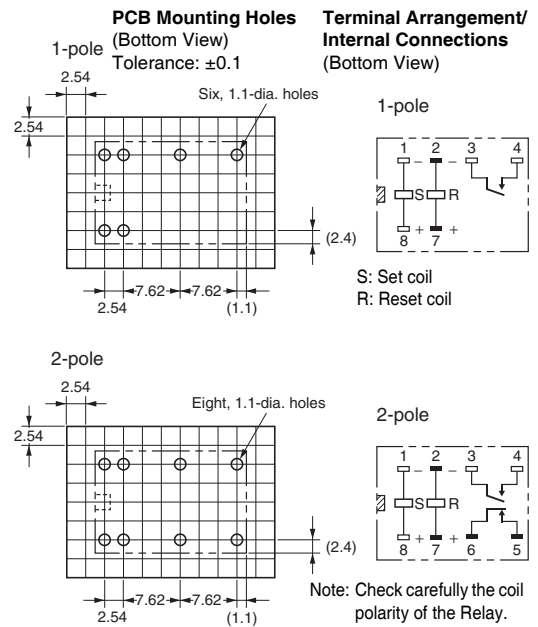 PCB Mounting Holes
(Bottom View)
Tolerance: ±0.1
Terminal Arrangement/
Internal Connections
(Bottom View)
1-pole
2.54
2.54
Six, 1.1-dia. holes
(2.4)
7.62
7.62
2.54
(1.1)
1-pole
1 2 3 4
- -
S R
+ +
8 7
S: Set coil
R: Reset coil
2-pole
2.54
2.54
Eight, 1.1-dia. holes
(2.4)
7.62
7.62
2.54
(1.1)
2-pole
1 2 3 4
- -
S R
+ +
8 7 6 5
Note: Check carefully the coil
polarity of the Relay.